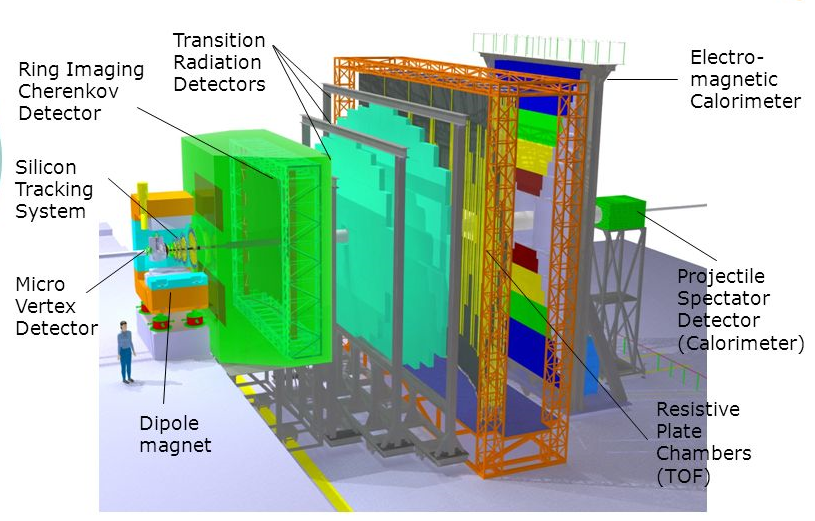 Transition
Radiation
Detectors
Ring Imaging
Cherenkov
Detector
Electro-
magnetic
Calorimeter
Silicon
Tracking
System
Micro
Vertex
Detector
Projectile
Spectator
Detector
(Calorimeter)
Dipole
magnet
Resistive
Plate
Chambers
(TOF)